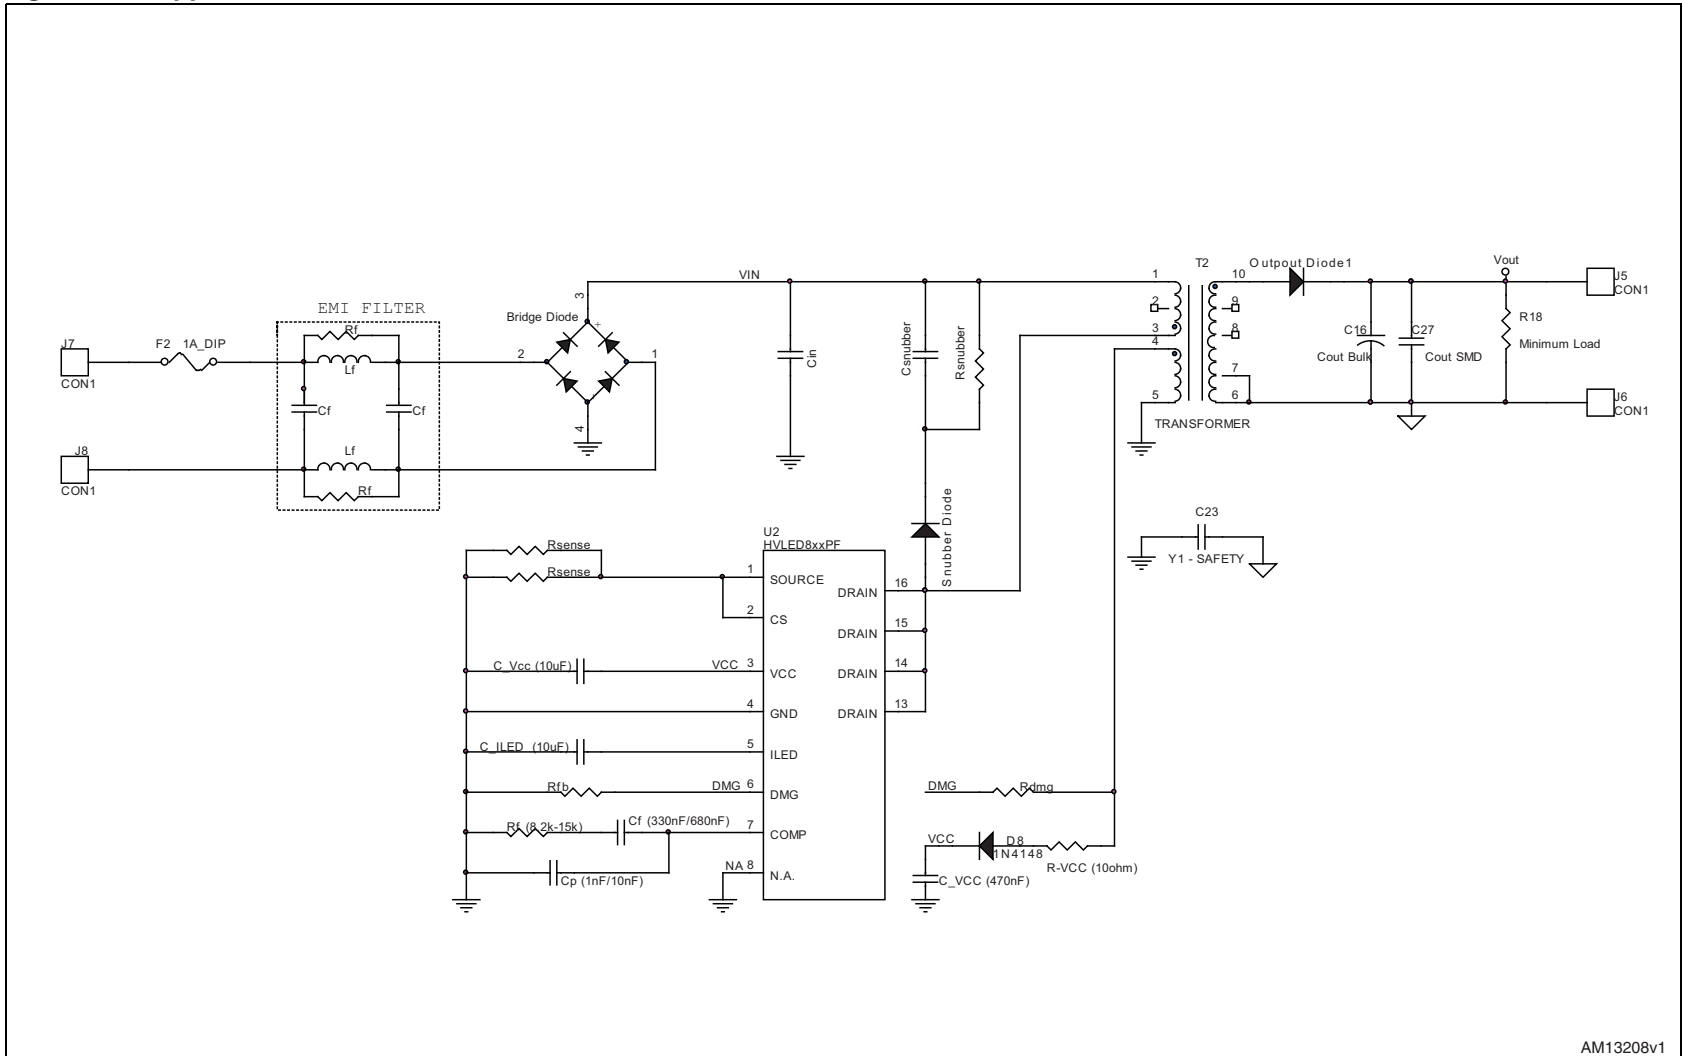 VIN
1
T2
10
Outpout Diode1
Vout
J5
CON1
3
2
9
EMI FILTER
Bridge Diode
+
3
8
R18
Rf
Csnubber
Rsnubber
C16
C27
J7
F2
1A_DIP
4
Minimum Load
2
1
Cin
Cout Bulk
Cout SMD
Lf
7
CON1
5
6
J6
CON1
Cf
Cf
4
TRANSFORMER
J8
Lf
CON1
Rf
Snubber Diode
C23
U2
HVLED8xxPF
Rsense
Y1 - SAFETY
Rsense
1
SOURCE
16
DRAIN
2
CS
15
DRAIN
C_Vcc (10uF)
VCC 3
VCC
14
DRAIN
4
GND
13
DRAIN
C_ILED (10uF)
5
ILED
Rfb
DMG 6
DMG
DMG
Rdmg
Rf (8.2k-15k)
Cf (330nF/680nF)
7
COMP
VCC
D8
1N4148
R-VCC (10ohm)
NA 8
N.A.
Cp (1nF/10nF)
C_VCC (470nF)
AM13208v1